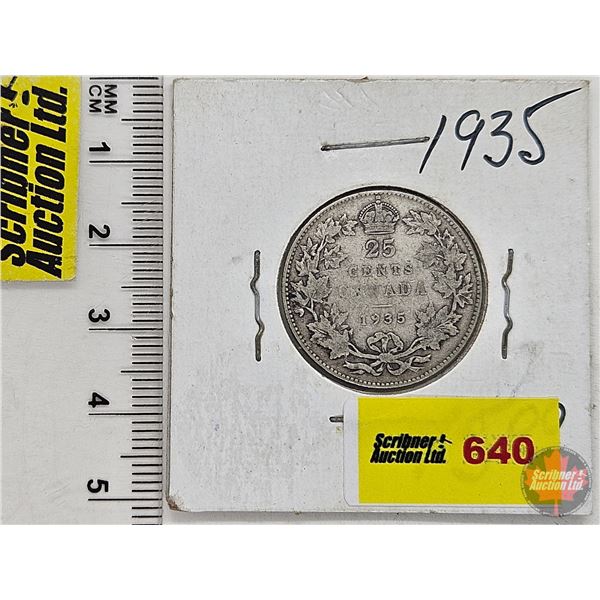 Scribner
Auction Ltd.
MM
CM
1
2
3
4
5
1935
25
CENTS
CANADA
1935
Scribner
Auction Ltd.
640
Scribner
Auction Ltd.